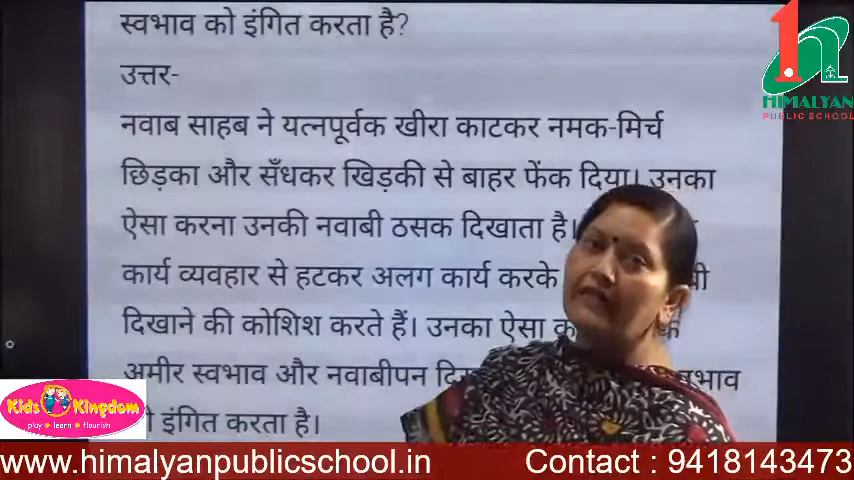 स्वभाव को इंगित करता है?
उत्तर-
नवाब साहब ने यत्नपूर्वक खीरा काटकर नमक-मिर्च
छिड़का और सँधकर खिड़की से बाहर फेंक दिया। उनका
ऐसा करना उनकी नवाबी ठसक दिखाता है।
कार्य व्यवहार से हटकर अलग कार्य करके
दिखाने की कोशिश करते हैं। उनका ऐसा
अमीर स्वभाव और नवाबीपन
इंगित करता है।
1
HIMALYAN
PUBLIC SCHOOL
Kids Kingdom
play learn flourish
www.himalyanpublicschool.in
Contact : 9418143473